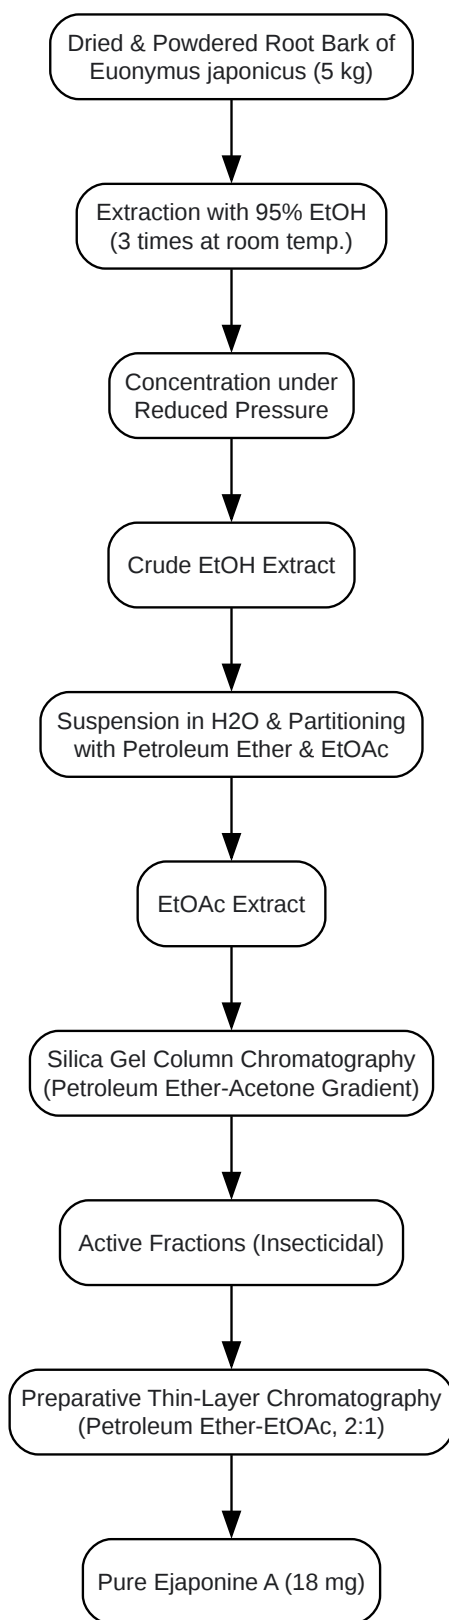 Dried & Powdered Root Bark of
Euonymus japonicus (5 kg)
Extraction with 95% EtOH
(3 times at room temp.)
Concentration under
Reduced Pressure
Crude EtOH Extract
Suspension in H2O & Partitioning
with Petroleum Ether & EtOAc
EtOAc Extract
Silica Gel Column Chromatography
(Petroleum Ether-Acetone Gradient)
Active Fractions (Insecticidal)
Preparative Thin-Layer Chromatography
(Petroleum Ether-EtOAc, 2:1)
Pure Ejaponine A (18 mg)